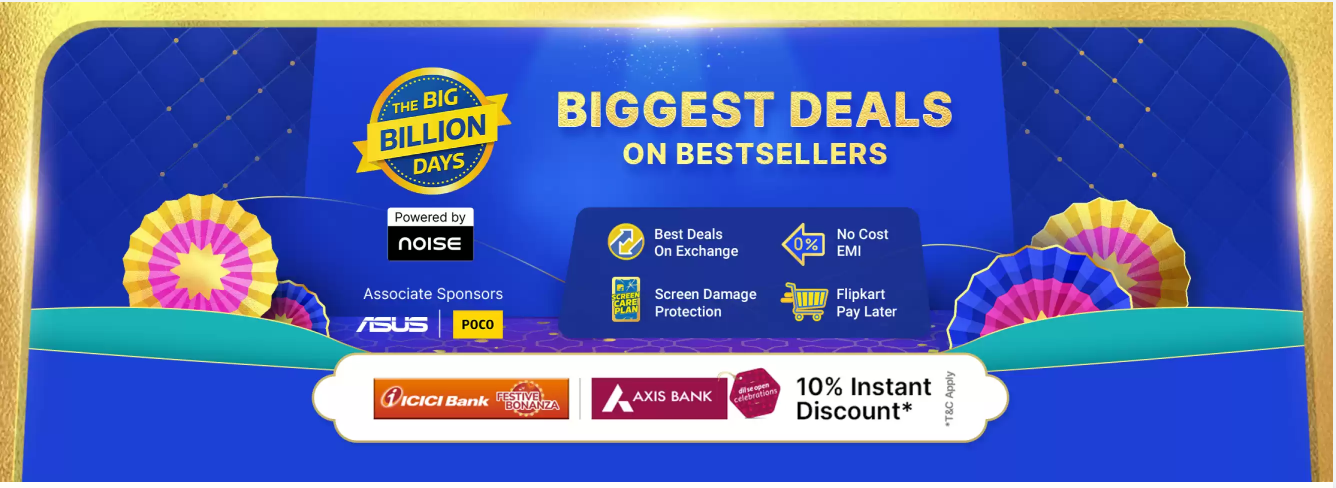 THE BIG
BILLION
DAYS
Powered by
NOISE
Associate Sponsors
ASUS
POCO
BIGGEST DEALS
ON BESTSELLERS
Best Deals
On Exchange
0%
No Cost
EMI
SCREEN
CARE
PLAN
Screen Damage
Protection
Flipkart
Pay Later
ICICI Bank
FESTIVE
BONANZA
AXIS BANK
dil se open
celebrations
10% Instant
Discount*
*T&C Apply